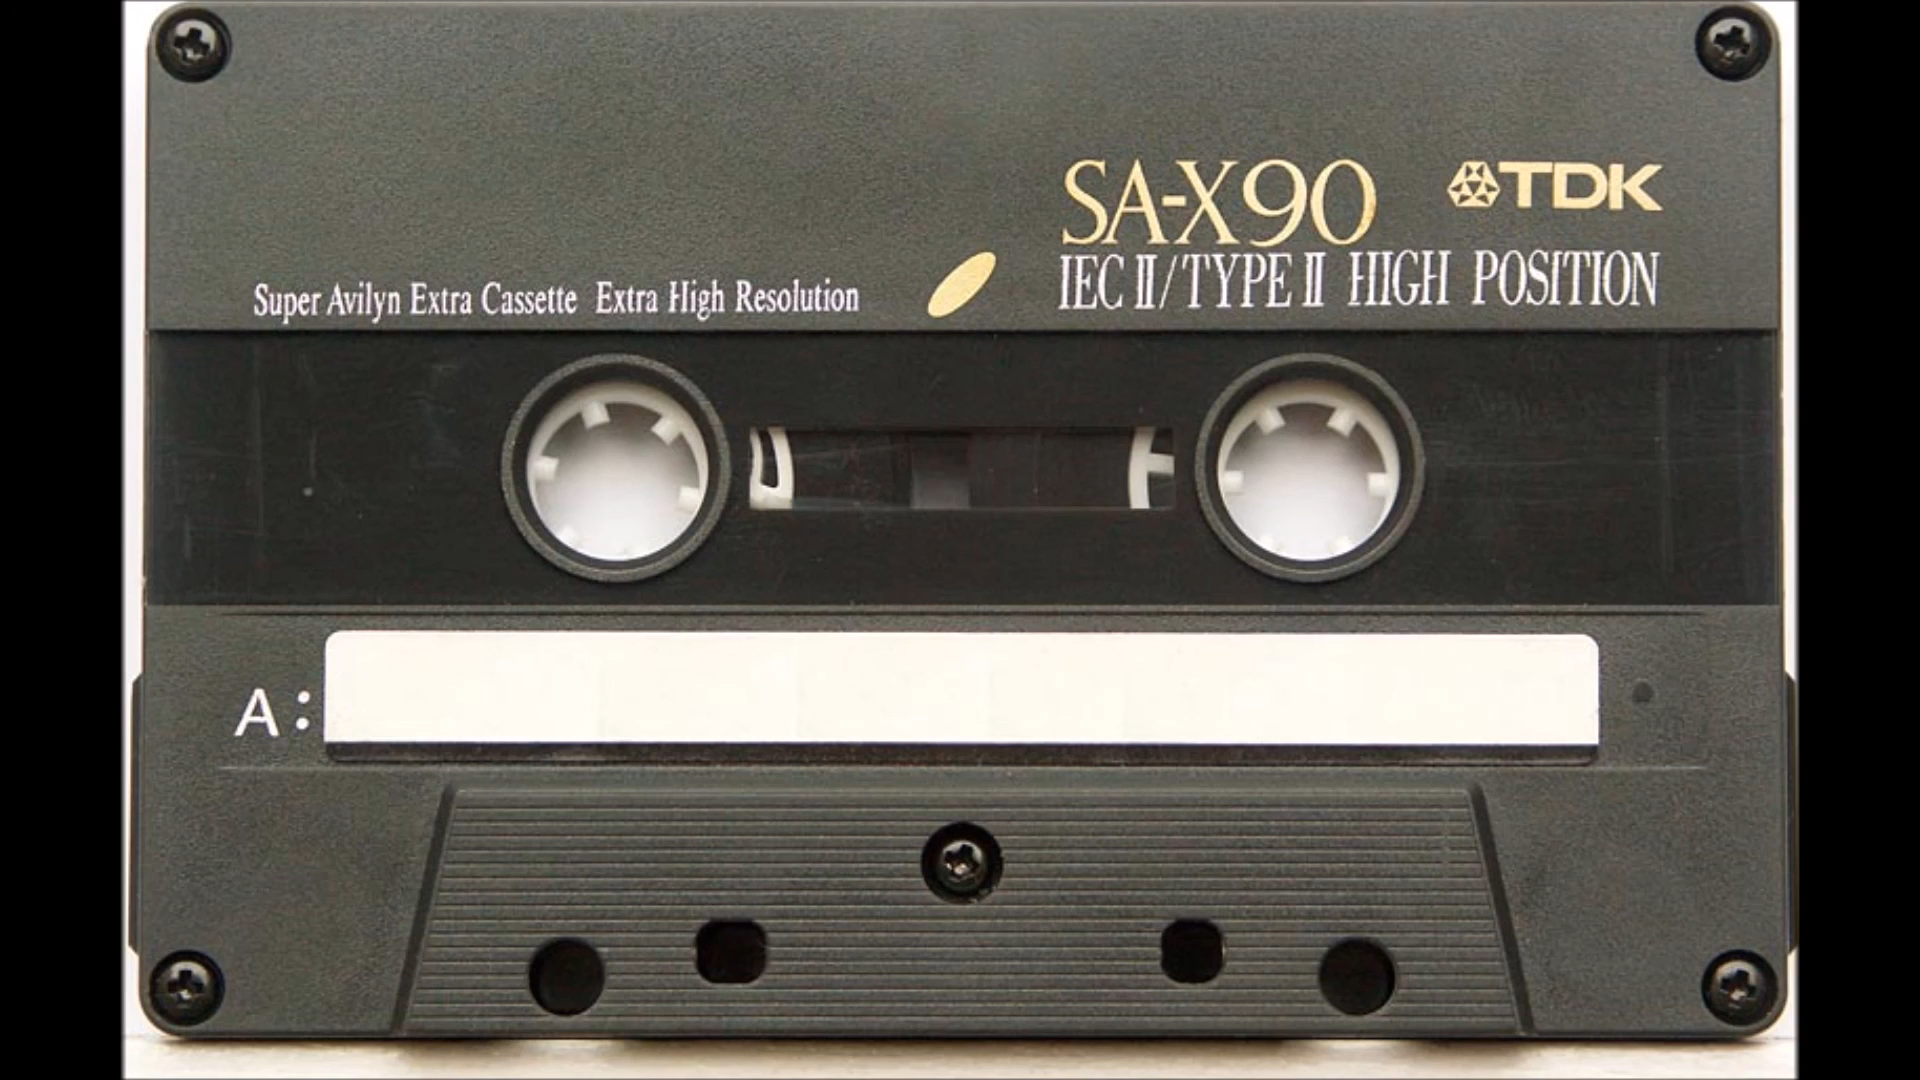 SA-X90 TDK
IEC II/TYPE II HIGH POSITION
Super Avilyn Extra Cassette Extra High Resolution
A: